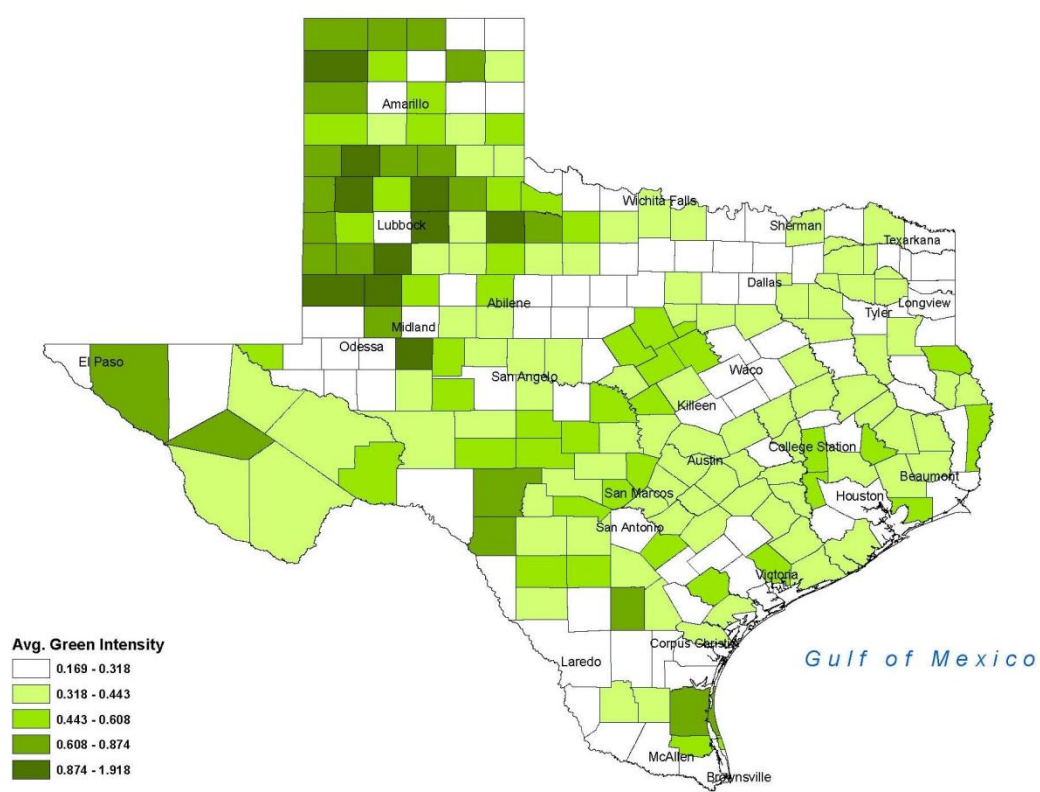 Amarillo
Wichita Falls
Lubbock
Sherman
Texarkana
Dallas
Abilene
Longview
Tyler
Midland
Odessa
El Paso
Waco
San Angelo
Killeen
College Station
Austin
Beaumont
San Marcos
Houston
San Antonio
Victoria
Corpus Christi
Laredo
Gulf of Mexico
McAllen
Brownsville
Avg. Green Intensity
0.169 - 0.318
0.318 - 0.443
0.443 - 0.608
0.608 - 0.874
0.874 - 1.918